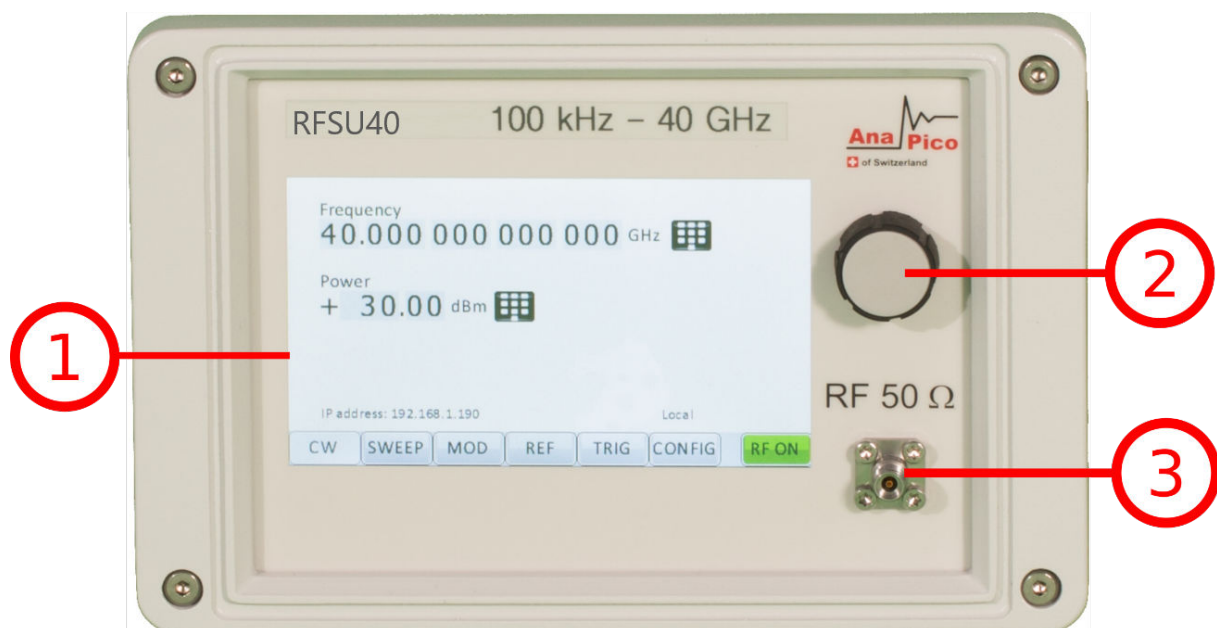 RFSU40 100 kHz – 40 GHz
Ana Pico
of Switzerland
Frequency
40.000 000 000 000 GHz
Power
+ 30.00 dBm
IP address: 192.168.1.190 Local
CW SWEEP MOD REF TRIG CONFIG RF ON
RF 50 Ω
1
2
3